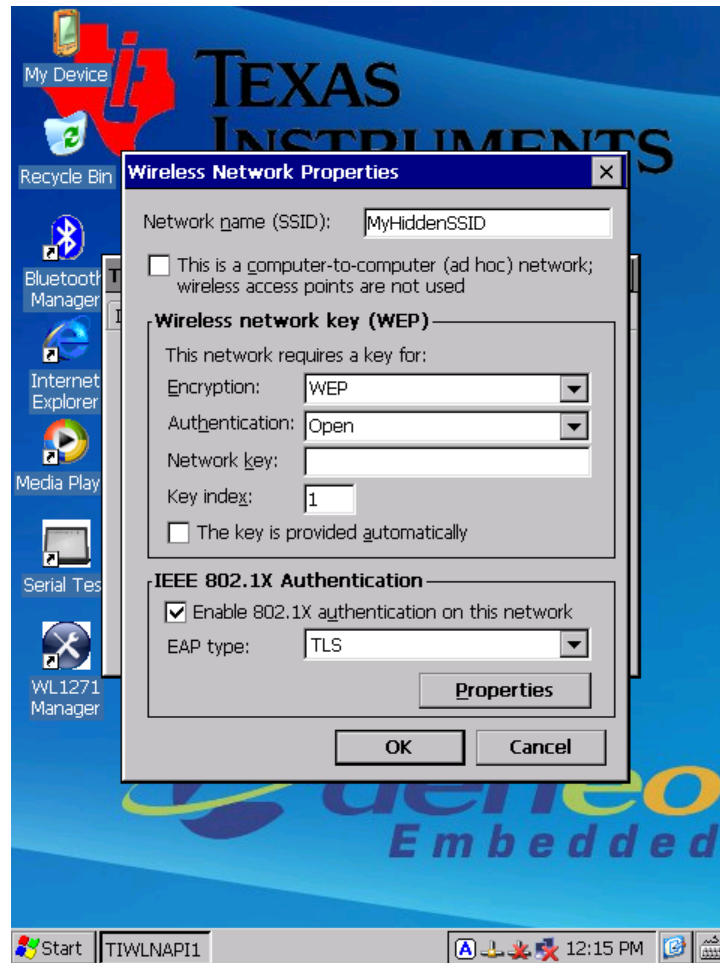 My Device
TEXAS
INSTRUMENTS
Recycle Bin
Wireless Network Properties
Network name (SSID): MyHiddenSSID
This is a computer-to-computer (ad hoc) network;
wireless access points are not used
Bluetooth
Manager
Wireless network key (WEP)
This network requires a key for:
Encryption: WEP
Internet
Explorer
Authentication: Open
Network key:
Media Play
Key index: 1
The key is provided automatically
IEEE 802.1X Authentication
Serial Tes
Enable 802.1X authentication on this network
EAP type: TLS
WL1271
Manager
Properties
OK Cancel
Embedded
Start TIWLNAPI1 A 12:15 PM